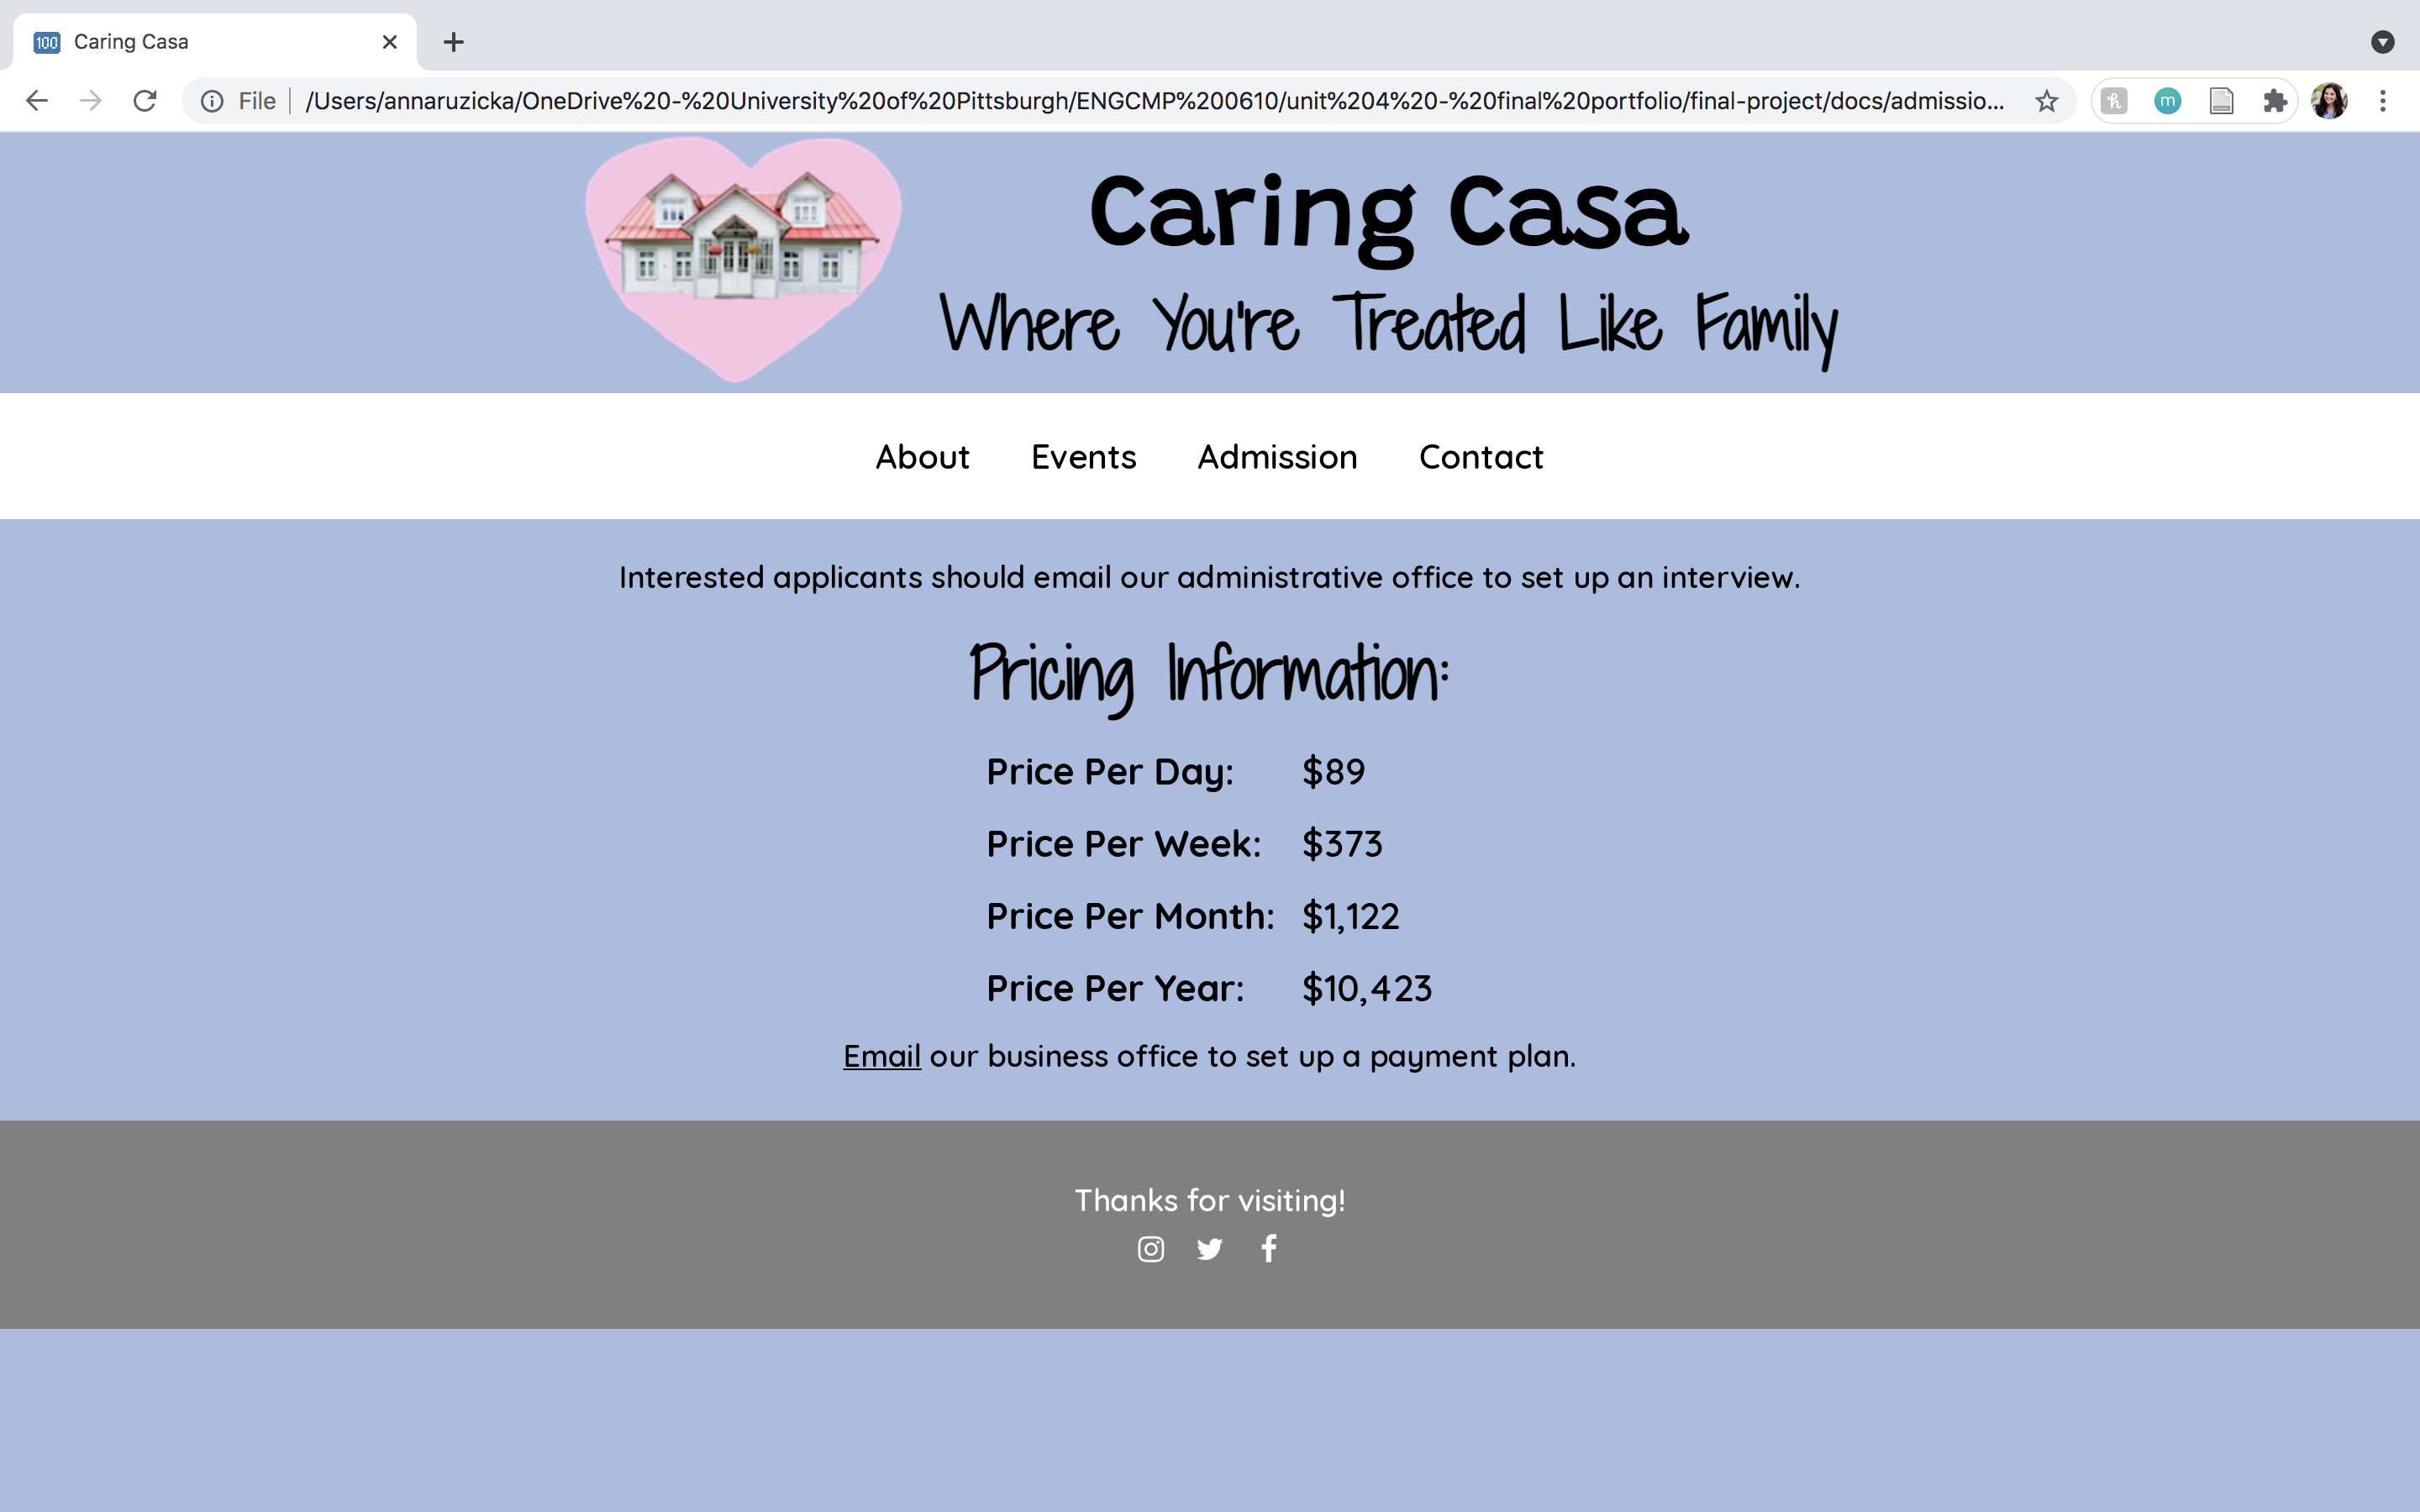 100 Caring Casa
File /Users/annaruzicka/OneDrive%20-%20University%20of%20Pittsburgh/ENGCMP%200610/unit%204%20-%20final%20portfolio/final-project/docs/admissio...
m
Caring Casa
Where You're Treated Like Family
About Events Admission Contact
Interested applicants should email our administrative office to set up an interview.
Pricing Information:
Price Per Day: $89
Price Per Week: $373
Price Per Month: $1,122
Price Per Year: $10,423
Email our business office to set up a payment plan.
Thanks for visiting!